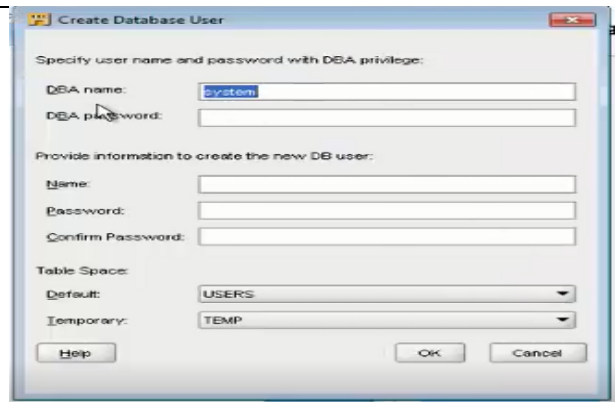 Create Database User
Specify user name and password with DBA privilege:
DBA name: system
DBA password:
Provide information to create the new DB user:
Name:
Password:
Confirm Password:
Table Space:
Default: USERS
Temporary: TEMP
Help OK Cancel